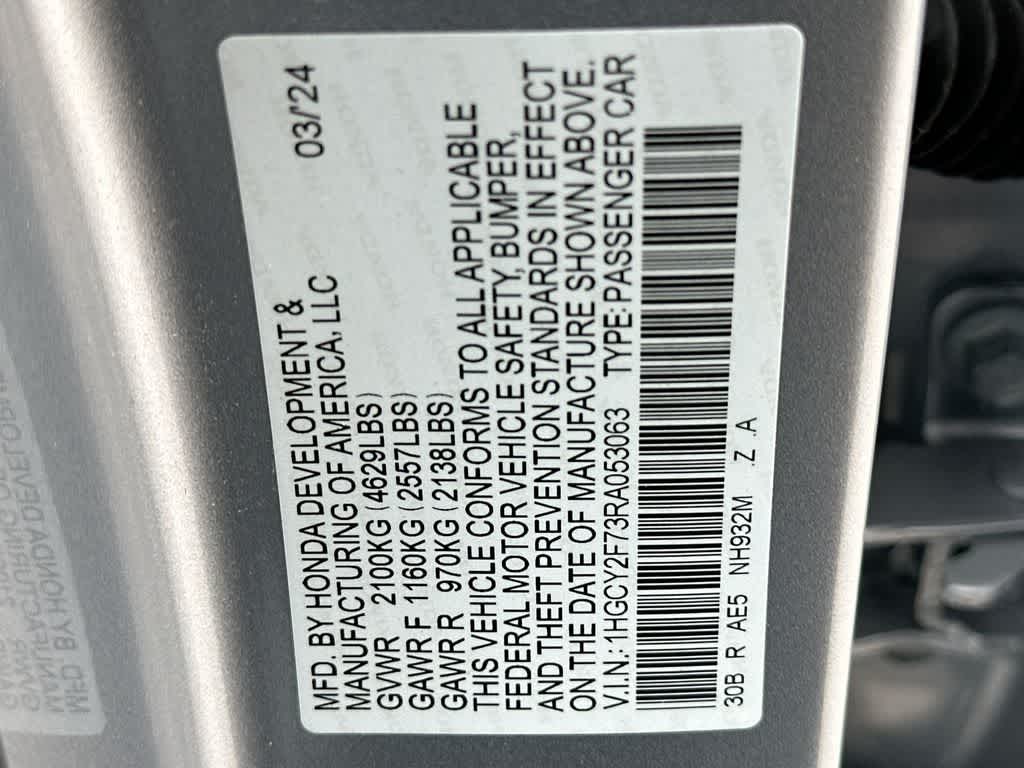 MFD. BY HONDA DEVELOPMENT & 03/'24
MANUFACTURING OF AMERICA, LLC
GVWR 2100KG (4629LBS)
GAWR F 1160KG (2557LBS)
GAWR R 970KG (2138LBS)
THIS VEHICLE CONFORMS TO ALL APPLICABLE
FEDERAL MOTOR VEHICLE SAFETY, BUMPER,
AND THEFT PREVENTION STANDARDS IN EFFECT
ON THE DATE OF MANUFACTURE SHOWN ABOVE.
V.I.N.: 1HGCY2F73RA053063 TYPE: PASSENGER CAR
30B R AE5 NH932M .Z .A